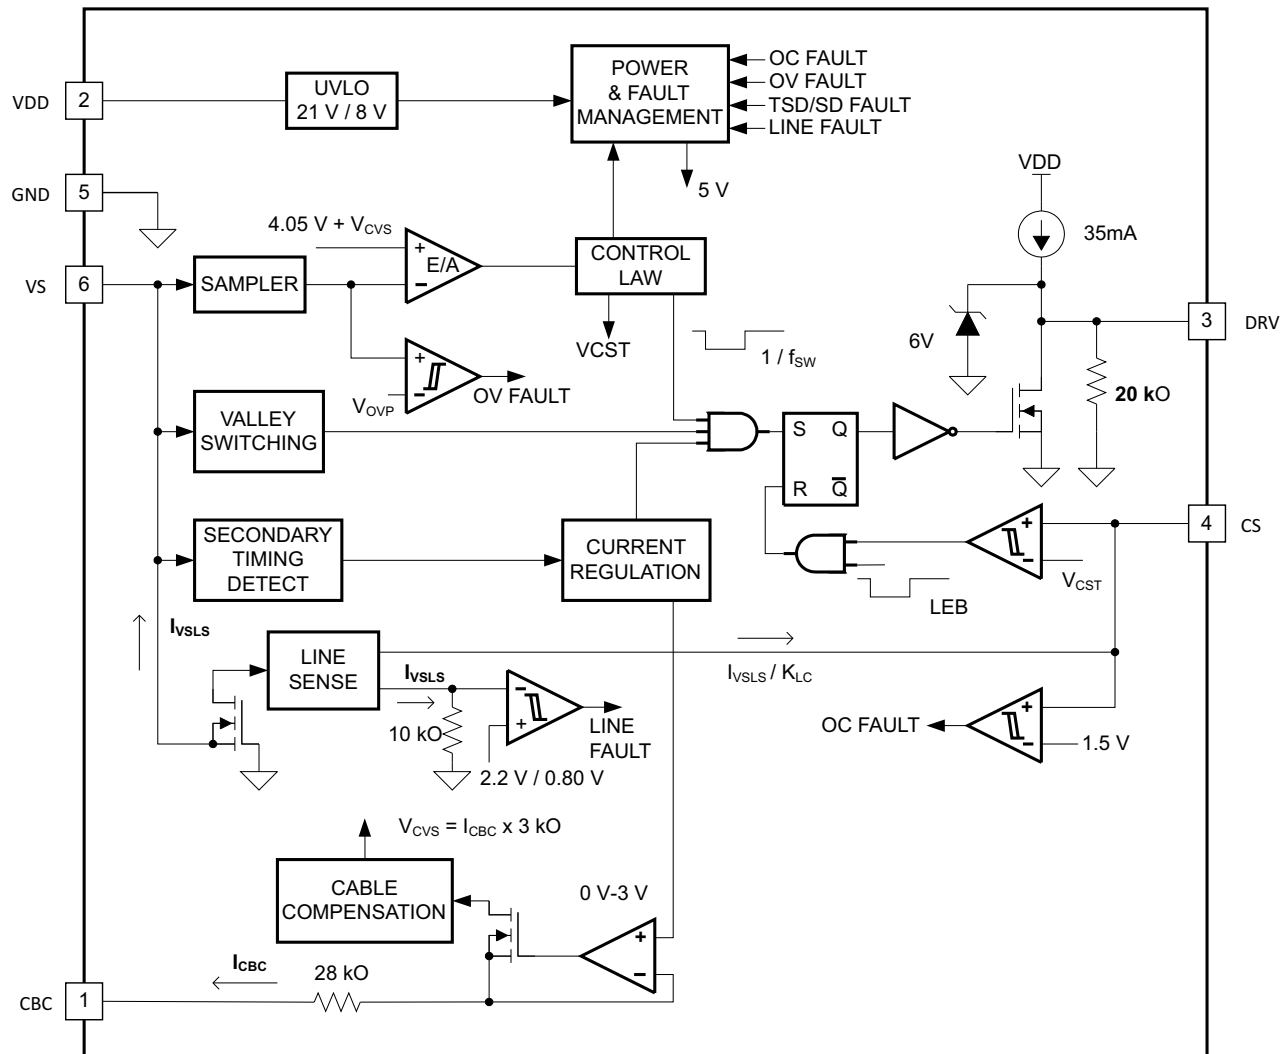 VDD
2
UVLO
21 V / 8 V
POWER
& FAULT
MANAGEMENT
OC FAULT
OV FAULT
TSD/SD FAULT
LINE FAULT
5 V
GND
5
VDD
35mA
4.05 V + VCVS
+
E/A
−
CONTROL
LAW
VS
6
SAMPLER
VCST
1 / fSW
6V
3
DRV
20 kO
+
−
VOVP
OV FAULT
VALLEY
SWITCHING
S
Q
R
Q̅
4
CS
+
−
VCST
LEB
SECONDARY
TIMING
DETECT
CURRENT
REGULATION
IVSLS
LINE
SENSE
IVSLS
10 kO
−
+
LINE
FAULT
2.2 V / 0.80 V
IVSLS / KLC
OC FAULT
+
−
1.5 V
VCVS = ICBC x 3 kO
CABLE
COMPENSATION
0 V-3 V
+
−
ICBC
28 kO
CBC
1